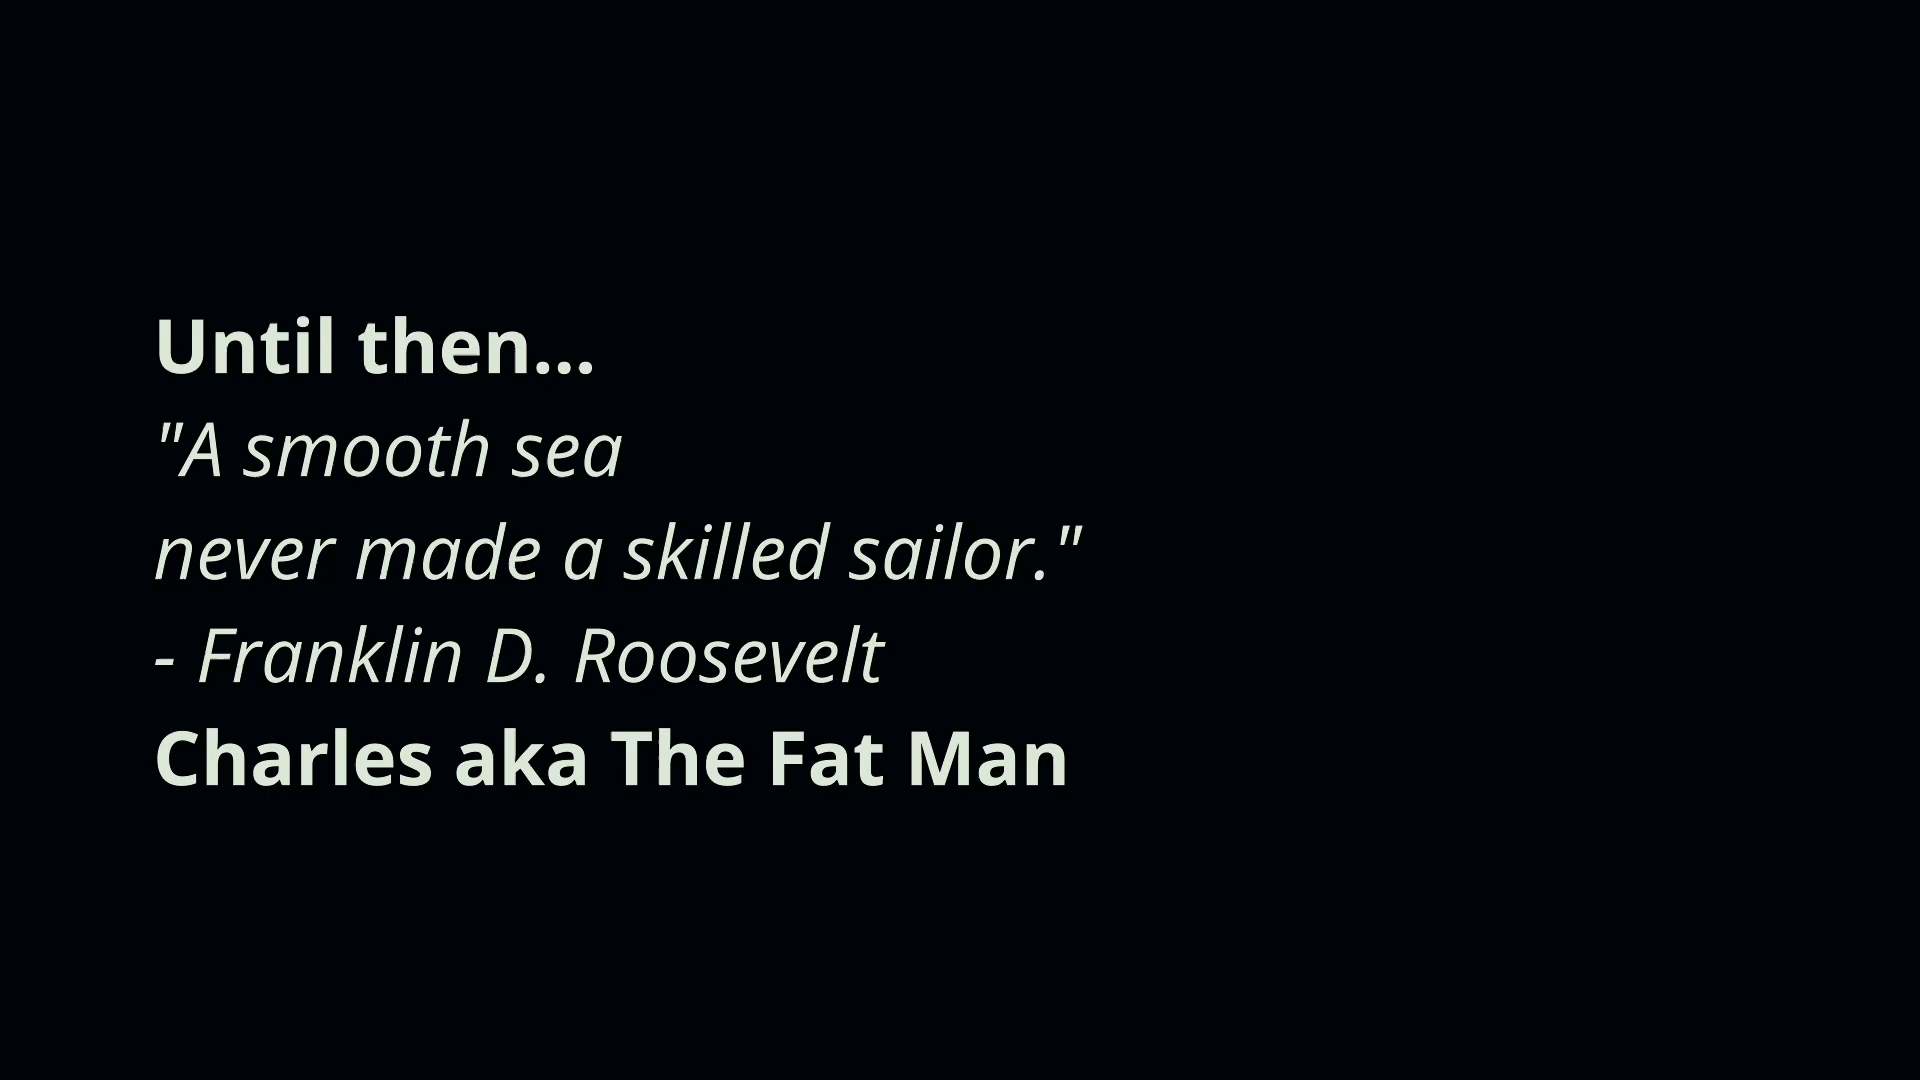 Until then...
"A smooth sea
never made a skilled sailor."
- Franklin D. Roosevelt
Charles aka The Fat Man